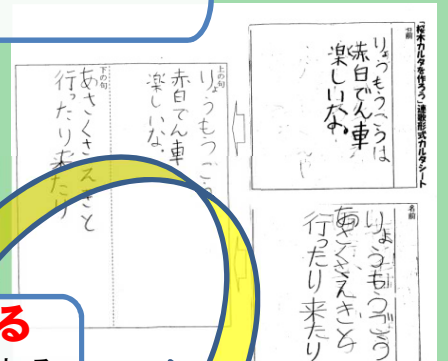 「桜木カルタを作ろう」連歌形式カルタシート
名前
りょうもうごうは
赤白でん車
楽しいな。
名前
りょうもうごう
あさくさえきと
行ったり来たり
上の句
りょうもうごう
赤白でん車
楽しいな。
下の句
あさくさえきと
行ったり来たり
る